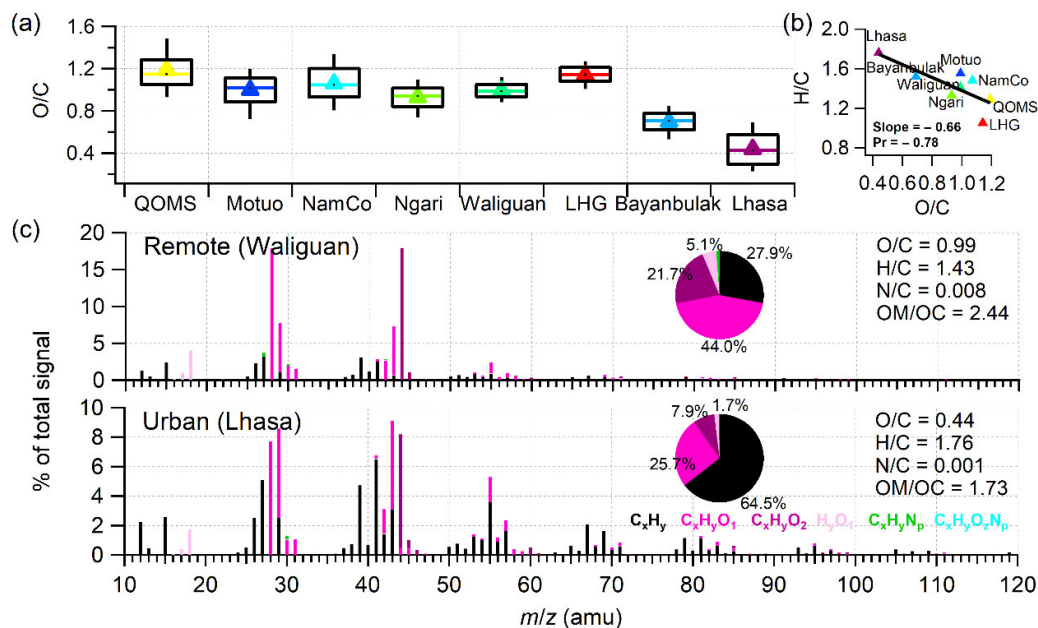 (a)
1.6
1.2
0.8
0.4
O/C
QOMS Motuo NamCo Ngari Waliguan LHG Bayanbulak Lhasa
(b)
2.0
1.6
1.2
0.8
H/C
Lhasa
Bayanbulak
Motuo
Waliguan
NamCo
Ngari
QOMS
LHG
Slope = – 0.66
Pr = – 0.78
0.4 0.6 0.8 1.0 1.2
O/C
(c)
% of total signal
20
15
10
5
0
Remote (Waliguan)
5.1%
27.9%
21.7%
44.0%
O/C = 0.99
H/C = 1.43
N/C = 0.008
OM/OC = 2.44
10
8
6
4
2
0
Urban (Lhasa)
7.9%
1.7%
25.7%
64.5%
O/C = 0.44
H/C = 1.76
N/C = 0.001
OM/OC = 1.73
CxHy CxHyO1 CxHyO2 HyO1 CxHyNp CxHyOzNp
10 20 30 40 50 60 70 80 90 100 110 120
m/z (amu)